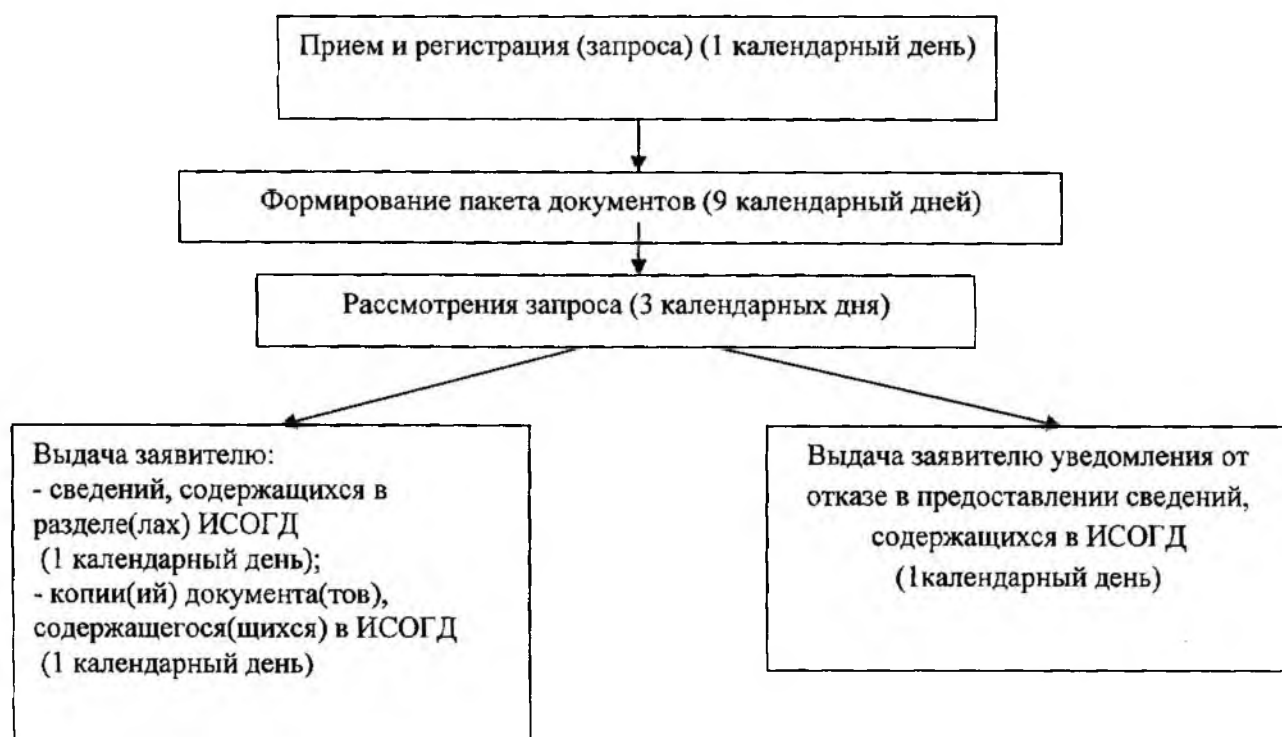 Прием и регистрация (запроса) (1 календарный день)
Формирование пакета документов (9 календарный дней)
Рассмотрения запроса (3 календарных дня)
Выдача заявителю:
- сведений, содержащихся в
разделе(лах) ИСОГД
(1 календарный день);
- копии(ий) документа(тов),
содержащегося(щихся) в ИСОГД
(1 календарный день)
Выдача заявителю уведомления от
отказе в предоставлении сведений,
содержащихся в ИСОГД
(1календарный день)